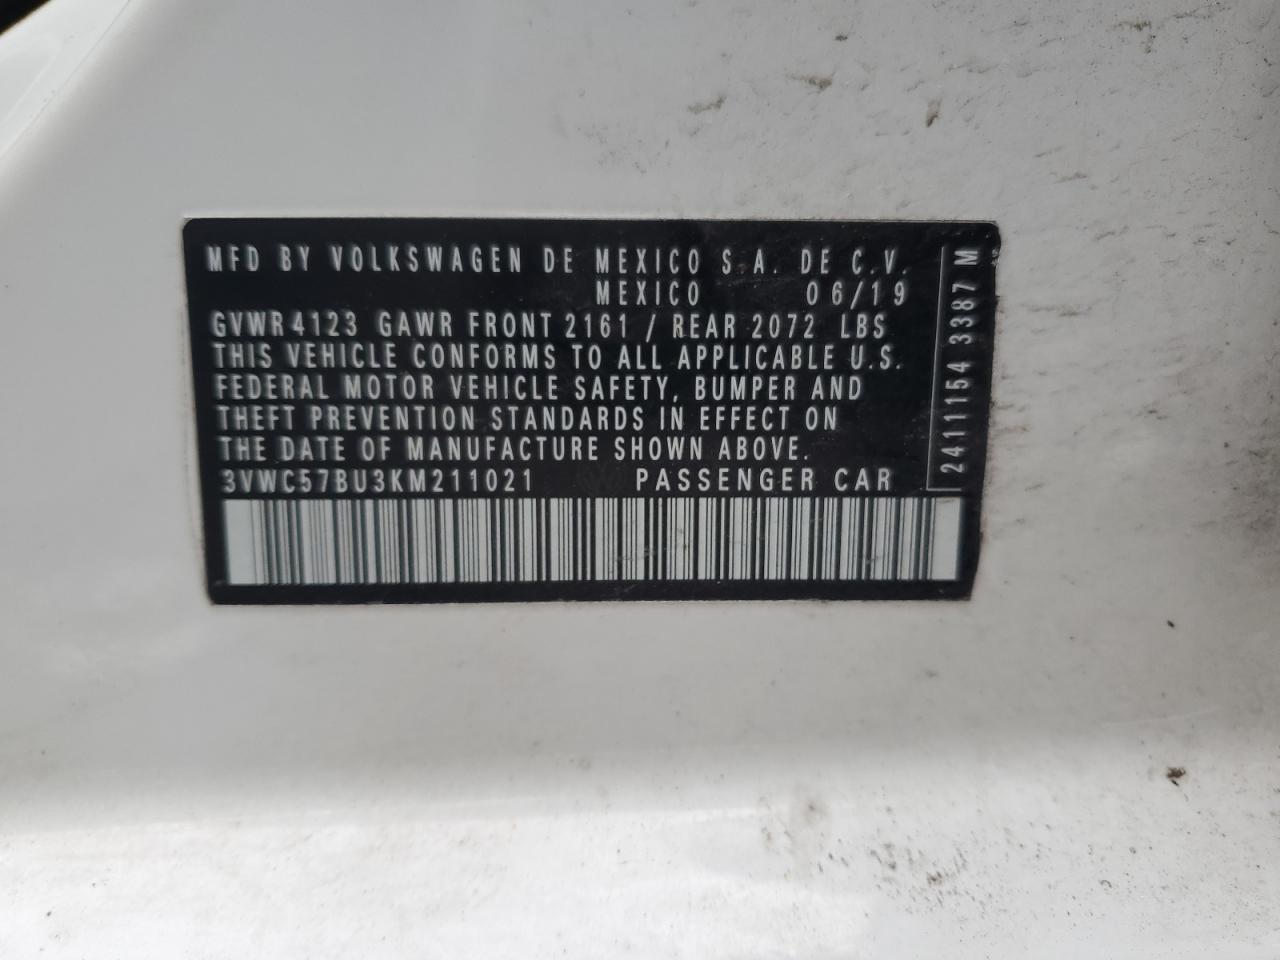 MFD BY VOLKSWAGEN DE MEXICO S.A. DE C.V.
MEXICO 06/19
GVWR 4123 GAWR FRONT 2161 / REAR 2072 LBS
THIS VEHICLE CONFORMS TO ALL APPLICABLE U.S.
FEDERAL MOTOR VEHICLE SAFETY, BUMPER AND
THEFT PREVENTION STANDARDS IN EFFECT ON
THE DATE OF MANUFACTURE SHOWN ABOVE.
3VWC57BU3KM211021 PASSENGER CAR
2411154 3387 M